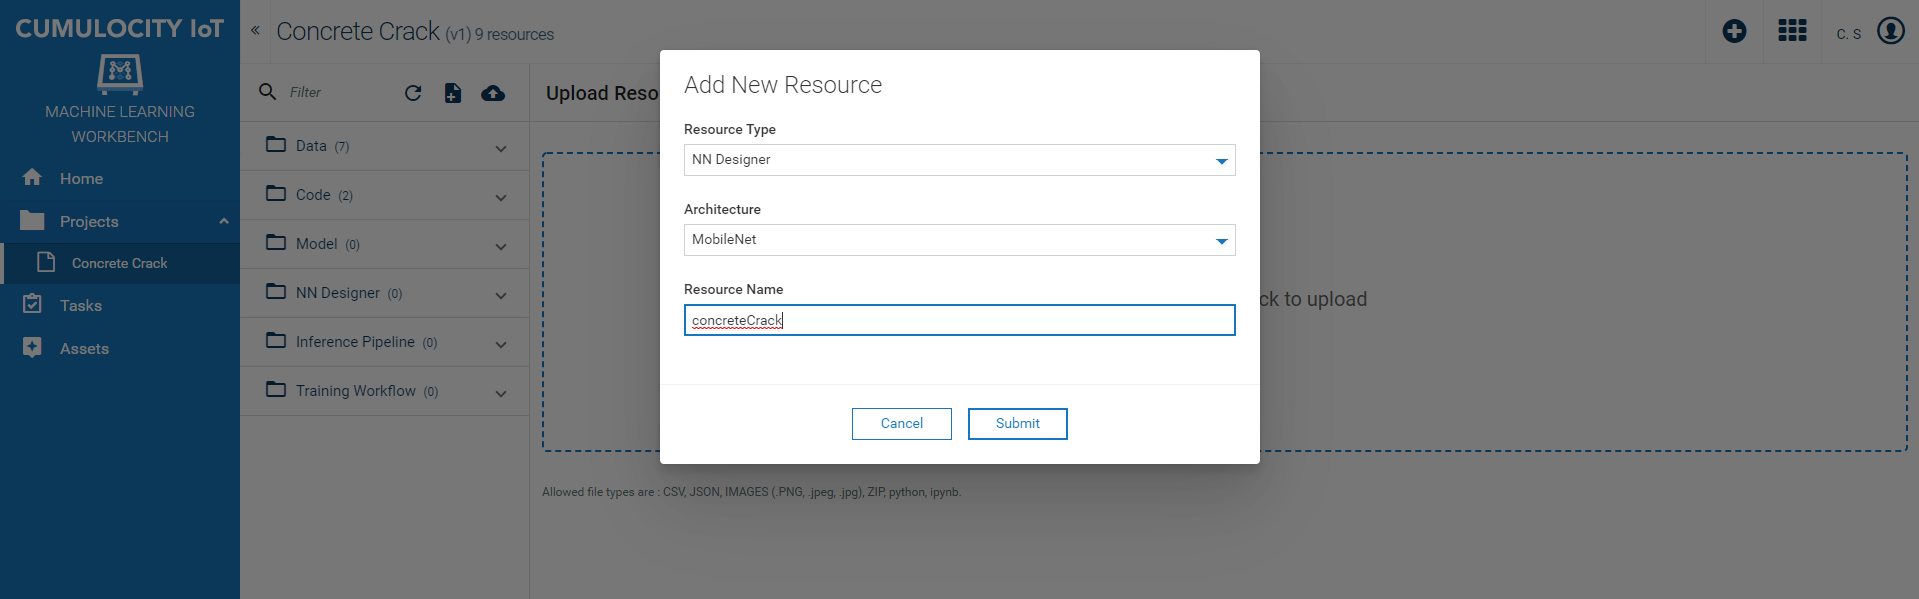 CUMULOCITY IoT
MACHINE LEARNING
WORKBENCH
Home
Projects
Concrete Crack
Tasks
Assets
«
Concrete Crack (v1) 9 resources
C. S
Filter
Data (7)
Code (2)
Model (0)
NN Designer (0)
Inference Pipeline (0)
Training Workflow (0)
Upload Reso
ck to upload
Allowed file types are : CSV, JSON, IMAGES (.PNG, .jpeg, .jpg), ZIP, python, ipynb.
Add New Resource
Resource Type
NN Designer
Architecture
MobileNet
Resource Name
concreteCrack
Cancel
Submit